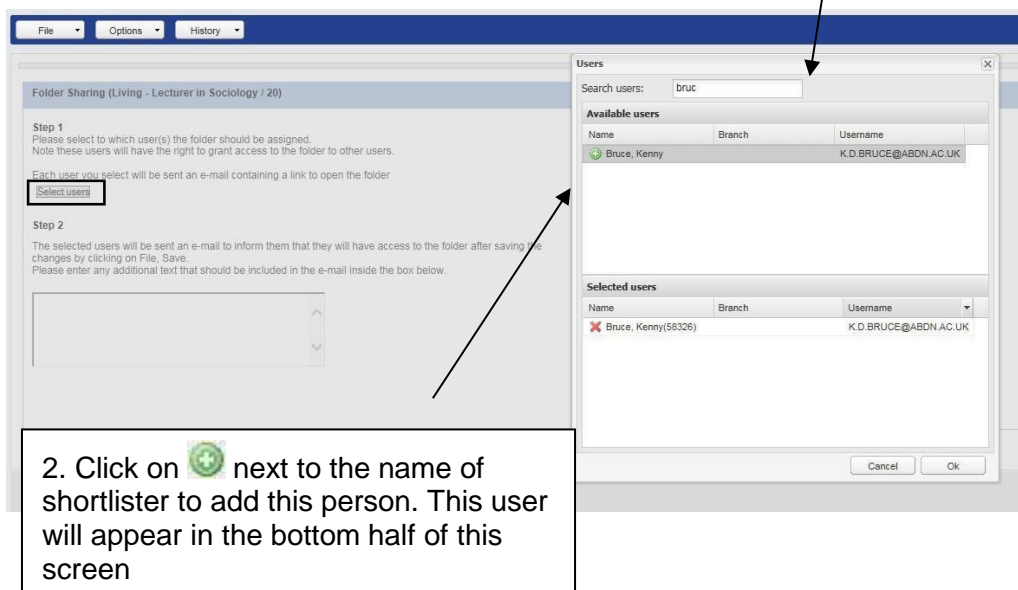 File Options History
Folder Sharing (Living - Lecturer in Sociology / 20)
Step 1
Please select to which user(s) the folder should be assigned.
Note these users will have the right to grant access to the folder to other users.
Each user you select will be sent an e-mail containing a link to open the folder
Select users
Step 2
The selected users will be sent an e-mail to inform them that they will have access to the folder after saving the
changes by clicking on File, Save.
Please enter any additional text that should be included in the e-mail inside the box below.
Users
Search users: bruc
Available users
Name Branch Username
Bruce, Kenny K.D.BRUCE@ABDN.AC.UK
Selected users
Name Branch Username
Bruce, Kenny(58326) K.D.BRUCE@ABDN.AC.UK
Cancel Ok
2. Click on next to the name of
shortlister to add this person. This user
will appear in the bottom half of this
screen